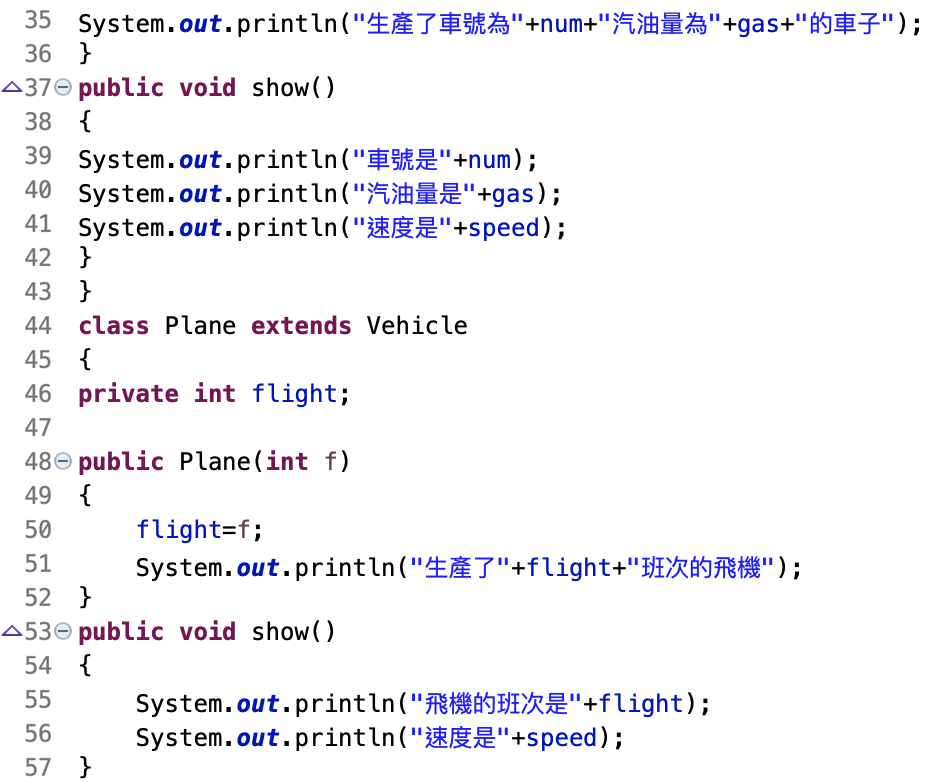 35 System.out.println("生產了車號為"+num+"汽油量為"+gas+"的車子");
36 }
37 public void show()
38 {
39 System.out.println("車號是"+num);
40 System.out.println("汽油量是"+gas);
41 System.out.println("速度是"+speed);
42 }
43 }
44 class Plane extends Vehicle
45 {
46 private int flight;
47
48 public Plane(int f)
49 {
50     flight=f;
51     System.out.println("生產了"+flight+"班次的飛機");
52 }
53 public void show()
54 {
55     System.out.println("飛機的班次是"+flight);
56     System.out.println("速度是"+speed);
57 }